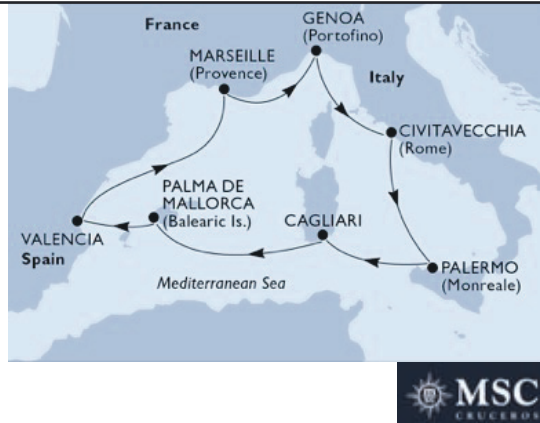 France
GENOA
(Portofino)
MARSEILLE
(Provence)
Italy
CIVITAVECCHIA
(Rome)
PALMA DE
MALLORCA
(Balearic Is.)
CAGLIARI
VALENCIA
Spain
PALERMO
(Monreale)
Mediterranean Sea
MSC
CRUCEROS